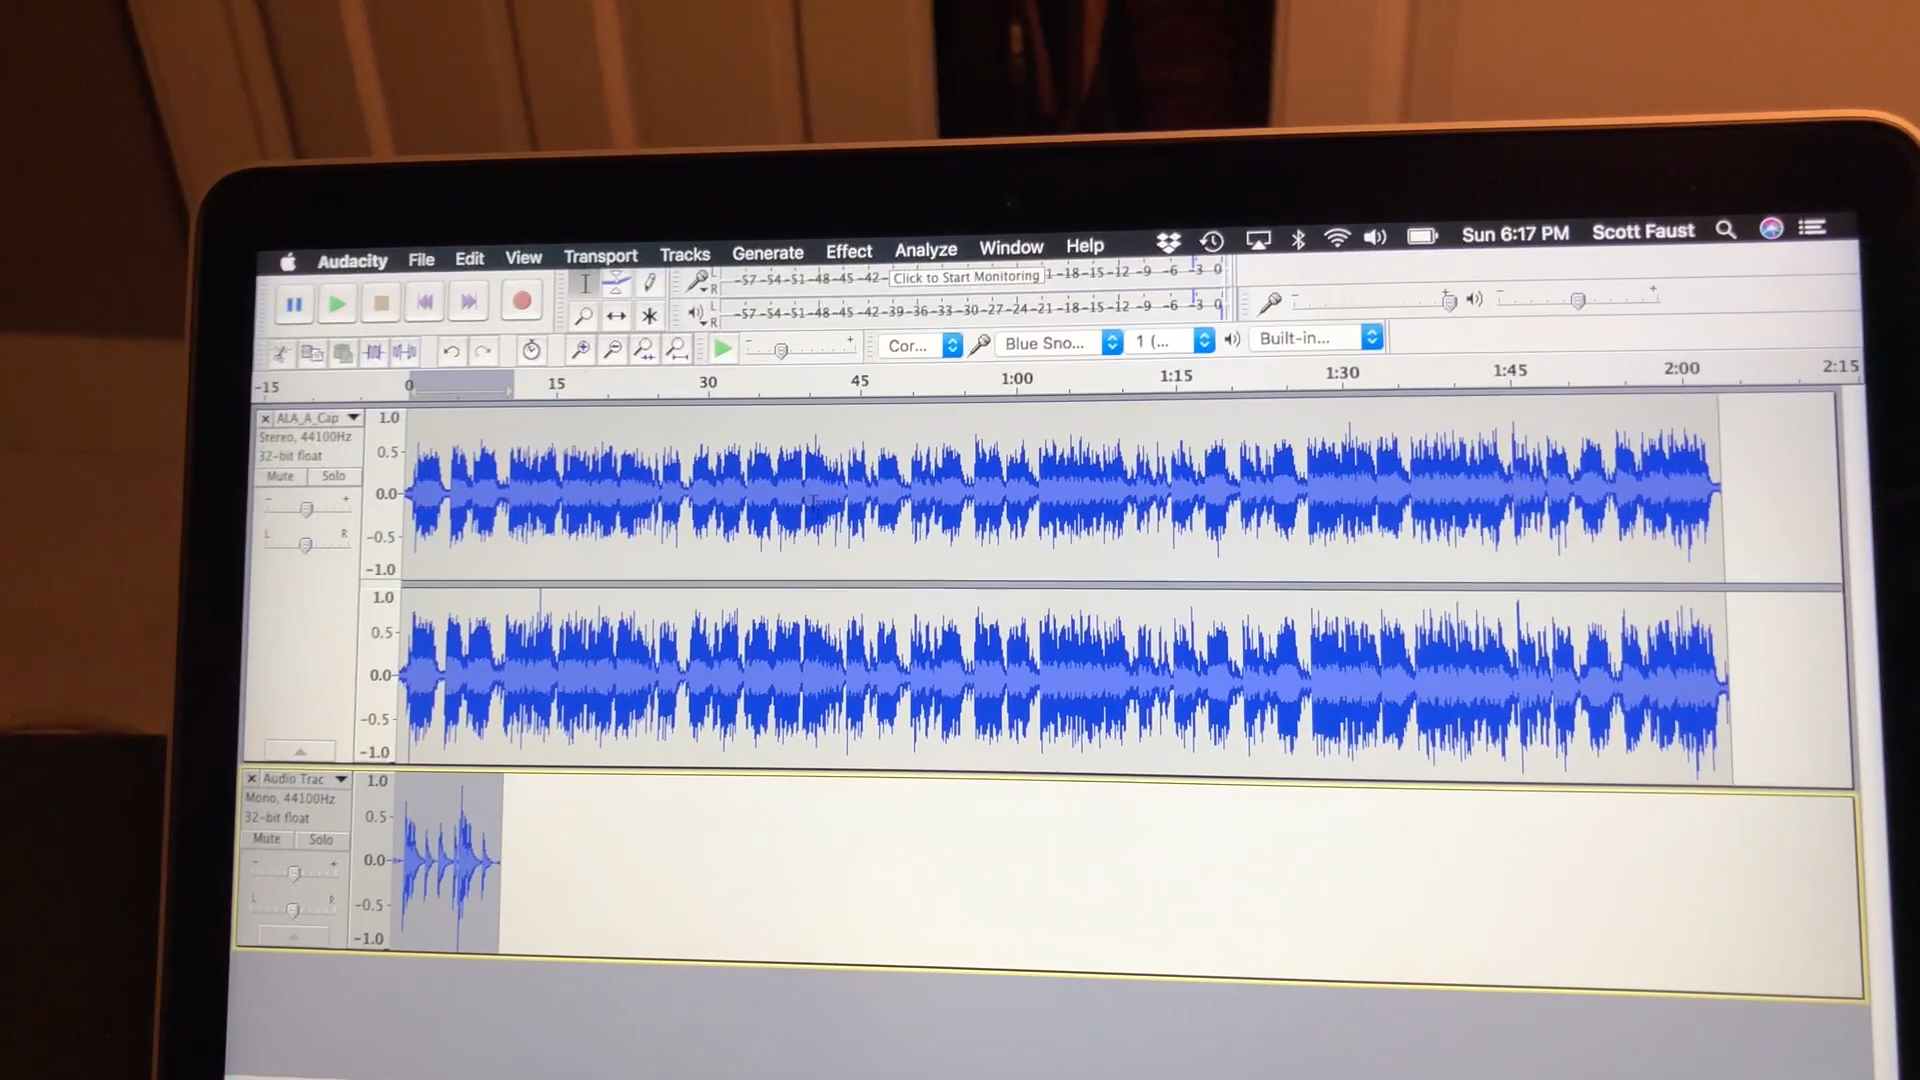 Audacity File Edit View Transport Tracks Generate Effect Analyze Window Help Sun 6:17 PM Scott Faust
L R -57 -54 -51 -48 -45 -42 - Click to Start Monitoring 1 -18 -15 -12 -9 -6 -3 0
L R -57 -54 -51 -48 -45 -42 -39 -36 -33 -30 -27 -24 -21 -18 -15 -12 -9 -6 -3 0
Cor... Blue Sno... 1 (... Built-in...
-15 0 15 30 45 1:00 1:15 1:30 1:45 2:00 2:15
ALA_A_Cap 1.0
Stereo, 44100Hz
32-bit float 0.5
Mute Solo
- + 0.0
L R -0.5
-1.0
1.0
0.5
0.0
-0.5
-1.0
Audio Trac 1.0
Mono, 44100Hz
32-bit float 0.5
Mute Solo
- + 0.0
L R -0.5
-1.0